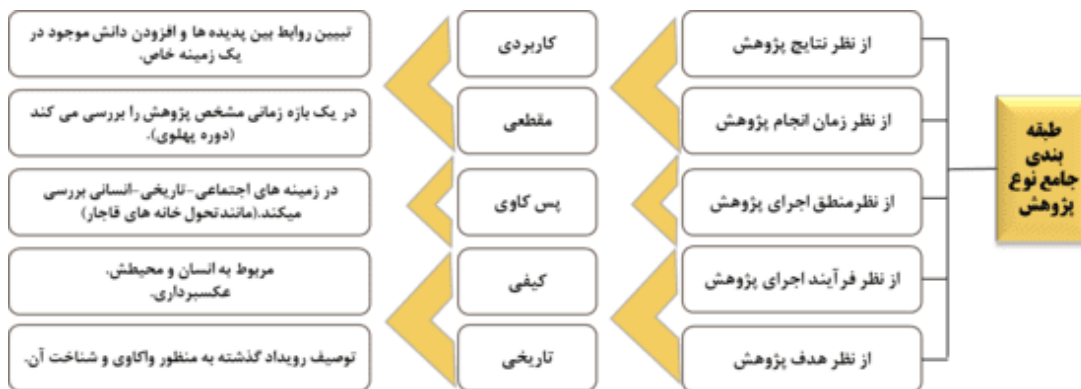 طبقه
بندی
جامع نوع
پژوهش
از نظر نتایج پژوهش
کاربردی
تبیین روابط بین پدیده ها و افزودن دانش موجود در
یک زمینه خاص.
از نظر زمان انجام پژوهش
مقطعی
در یک بازه زمانی مشخص پژوهش را بررسی می کند
(دوره پهلوی).
از نظرمنطق اجرای پژوهش
پس کاوی
در زمینه های اجتماعی-تاریخی-انسانی بررسی
میکند.(مانندتحول خانه های قاجار)
از نظر فرآیند اجرای پژوهش
کیفی
مربوط به انسان و محیطش.
عکسبرداری.
از نظر هدف پژوهش
تاریخی
توصیف رویداد گذشته به منظور واکاوی و شناخت آن.